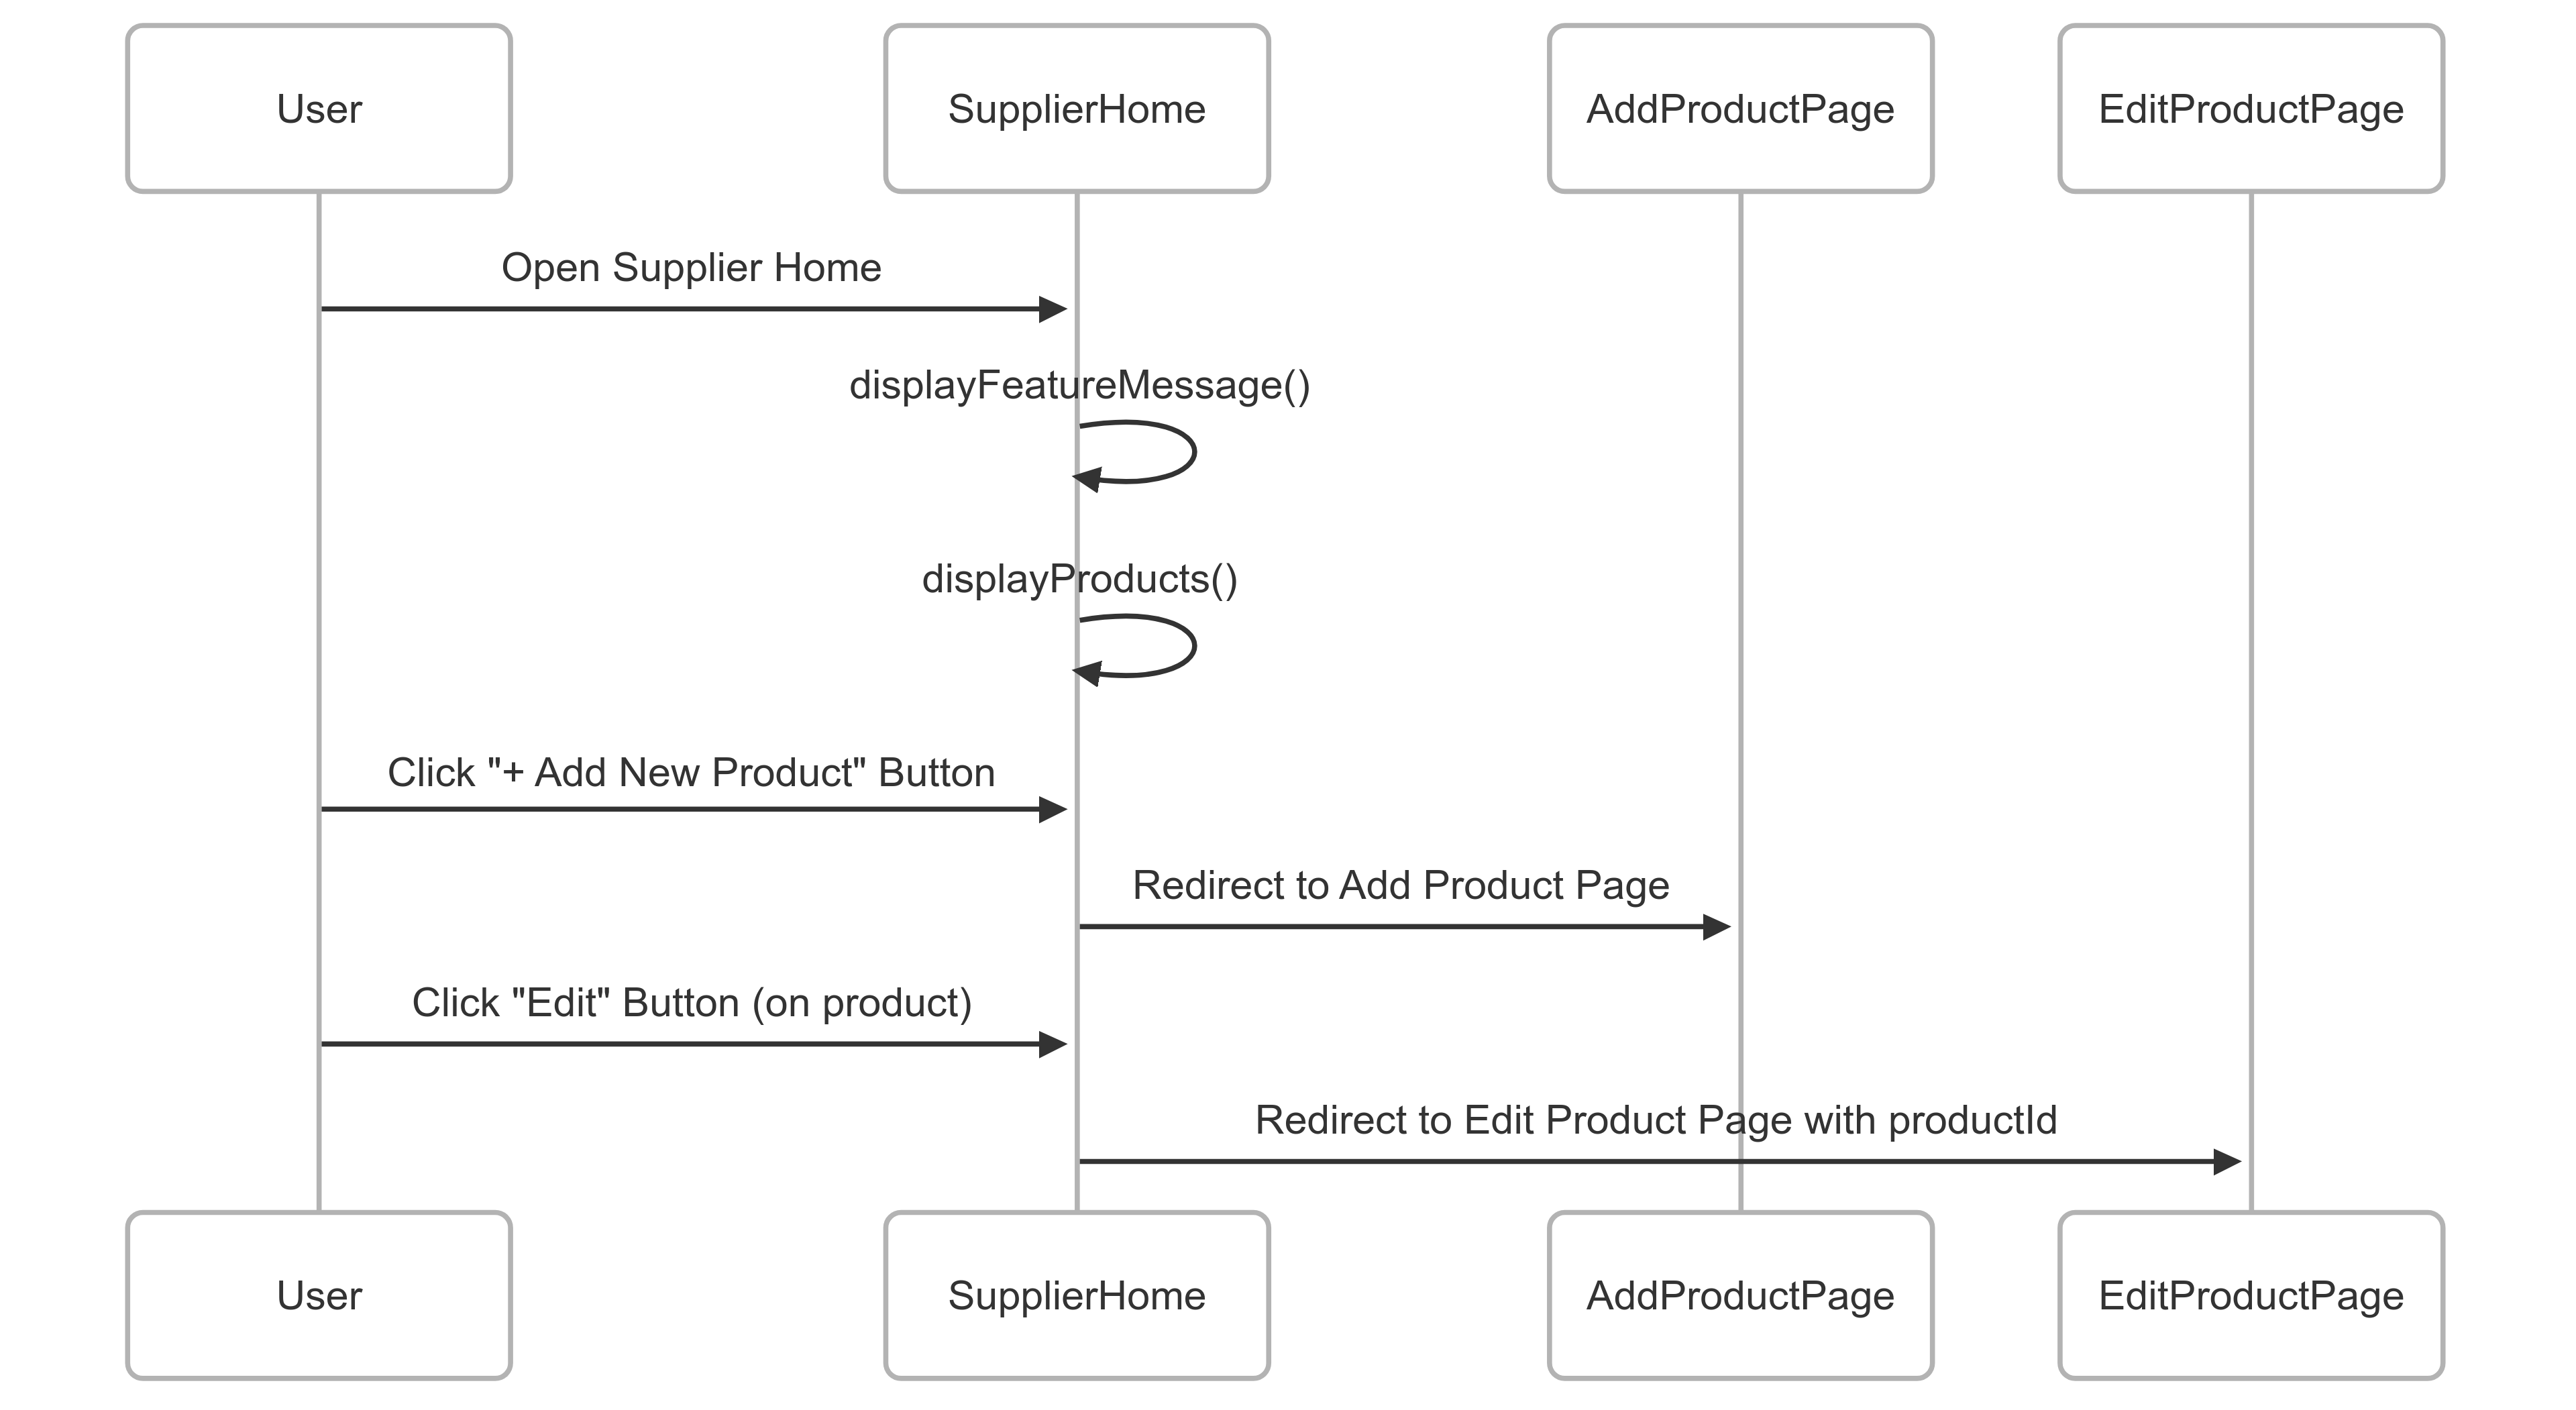 User
SupplierHome
AddProductPage
EditProductPage
Open Supplier Home
displayFeatureMessage()
displayProducts()
Click "+ Add New Product" Button
Redirect to Add Product Page
Click "Edit" Button (on product)
Redirect to Edit Product Page with productId
User
SupplierHome
AddProductPage
EditProductPage